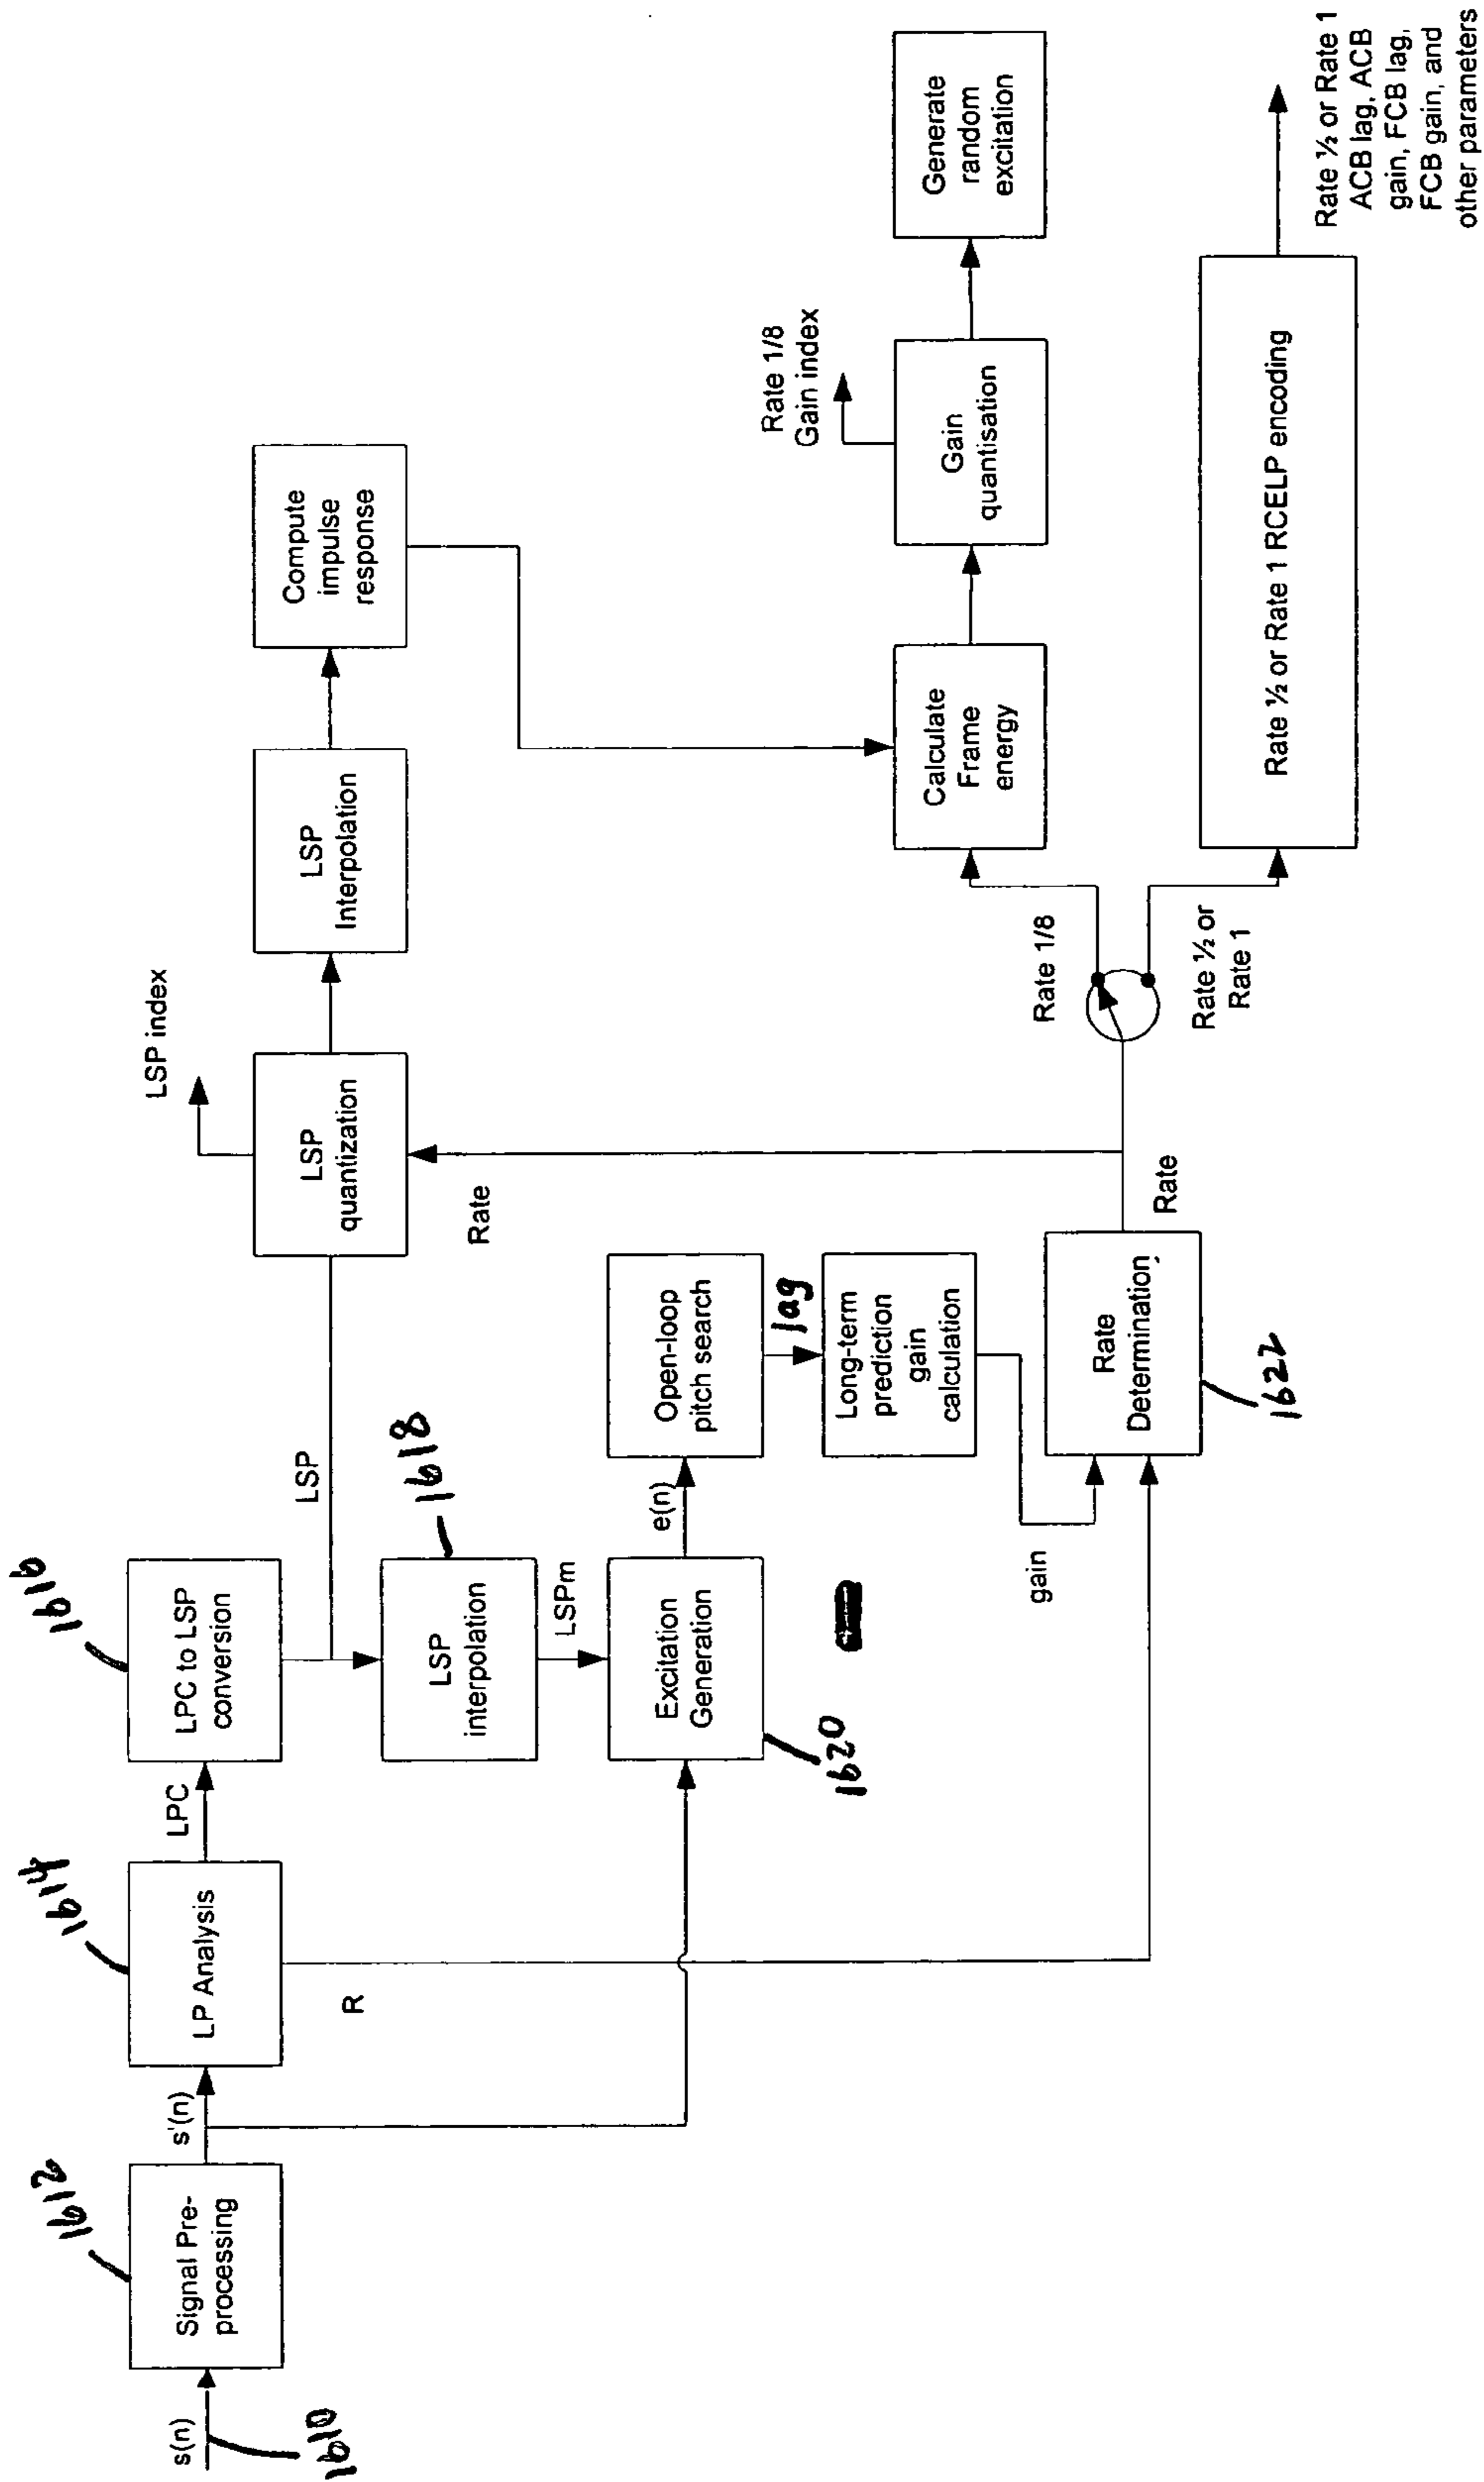 1610
s(n)
1612
Signal Pre-
processing
s'(n)
1614
LP Analysis
R
LPC
1616
LPC to LSP
conversion
LSP
1618
LSP
interpolation
LSPm
Excitation
Generation
1620
e(n)
Open-loop
pitch search
lag
Long-term
prediction
gain
calculation
gain
Rate
Determination
1622
Rate
Rate
LSP
quantization
LSP index
LSP
Interpolation
Compute
impulse
response
Rate 1/8
Rate ½ or
Rate 1
Calculate
Frame
energy
Gain
quantisation
Rate 1/8
Gain index
Generate
random
excitation
Rate ½ or Rate 1 RCELP encoding
Rate ½ or Rate 1
ACB lag, ACB
gain, FCB lag,
FCB gain, and
other parameters